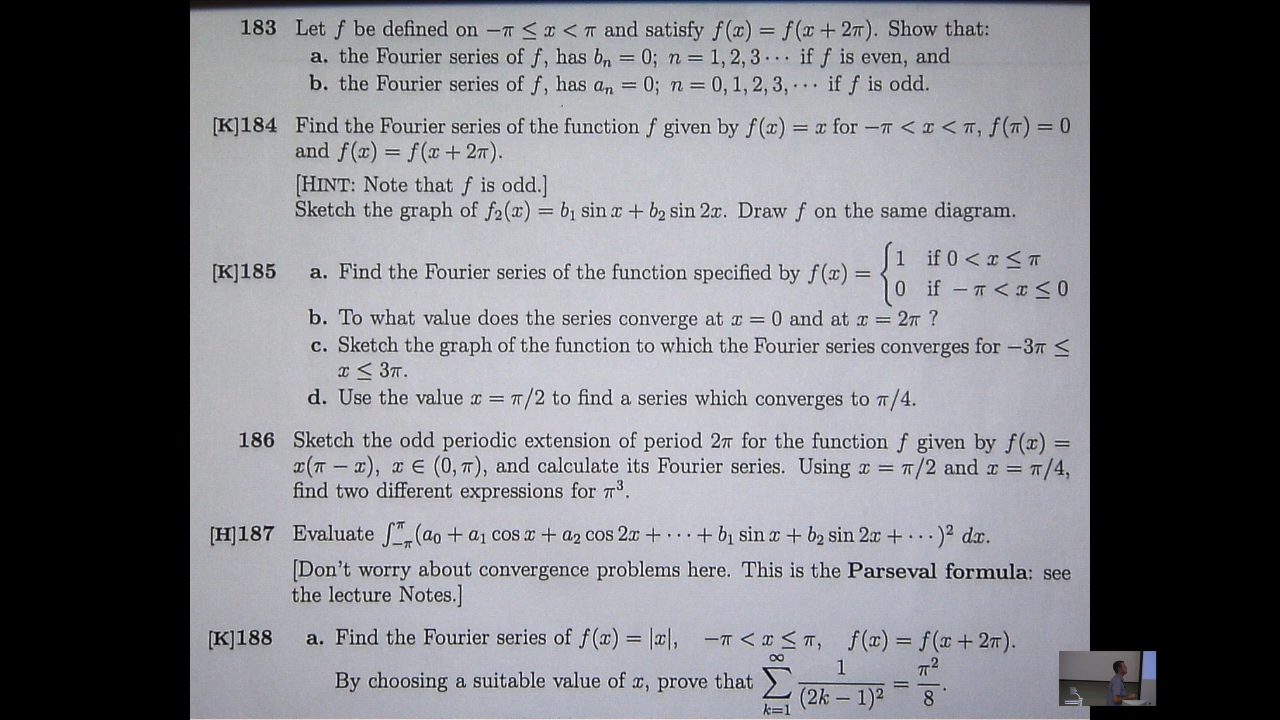 183 Let f be defined on −π ≤ x < π and satisfy f(x) = f(x + 2π). Show that:
a. the Fourier series of f, has bₙ = 0; n = 1, 2, 3 ··· if f is even, and
b. the Fourier series of f, has aₙ = 0; n = 0, 1, 2, 3, ··· if f is odd.
[K]184 Find the Fourier series of the function f given by f(x) = x for −π < x < π, f(π) = 0
and f(x) = f(x + 2π).
[HINT: Note that f is odd.]
Sketch the graph of f₂(x) = b₁ sin x + b₂ sin 2x. Draw f on the same diagram.
[K]185 a. Find the Fourier series of the function specified by f(x) = { 1 if 0 < x ≤ π
0 if − π < x ≤ 0
b. To what value does the series converge at x = 0 and at x = 2π ?
c. Sketch the graph of the function to which the Fourier series converges for −3π ≤
x ≤ 3π.
d. Use the value x = π/2 to find a series which converges to π/4.
186 Sketch the odd periodic extension of period 2π for the function f given by f(x) =
x(π − x), x ∈ (0, π), and calculate its Fourier series. Using x = π/2 and x = π/4,
find two different expressions for π³.
[H]187 Evaluate ∫_{−π}^{π} (a₀ + a₁ cos x + a₂ cos 2x + ··· + b₁ sin x + b₂ sin 2x + ··· )² dx.
[Don't worry about convergence problems here. This is the Parseval formula: see
the lecture Notes.]
[K]188 a. Find the Fourier series of f(x) = |x|, −π < x ≤ π, f(x) = f(x + 2π).
By choosing a suitable value of x, prove that ∑_{k=1}^{∞} 1/(2k − 1)² = π²/8.